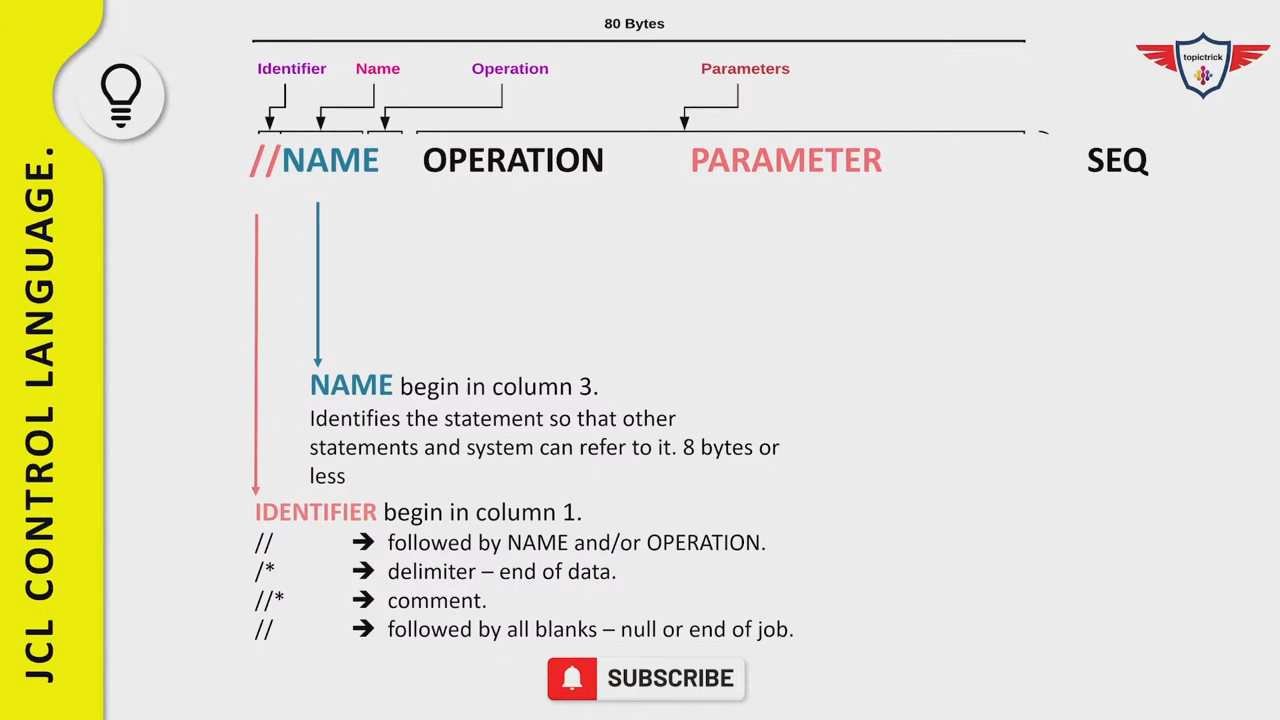 80 Bytes
Identifier Name Operation Parameters
topictrick
//NAME OPERATION PARAMETER SEQ
JCL CONTROL LANGUAGE.
NAME begin in column 3.
Identifies the statement so that other
statements and system can refer to it. 8 bytes or
less
IDENTIFIER begin in column 1.
// ➔ followed by NAME and/or OPERATION.
/* ➔ delimiter – end of data.
//* ➔ comment.
// ➔ followed by all blanks – null or end of job.
SUBSCRIBE